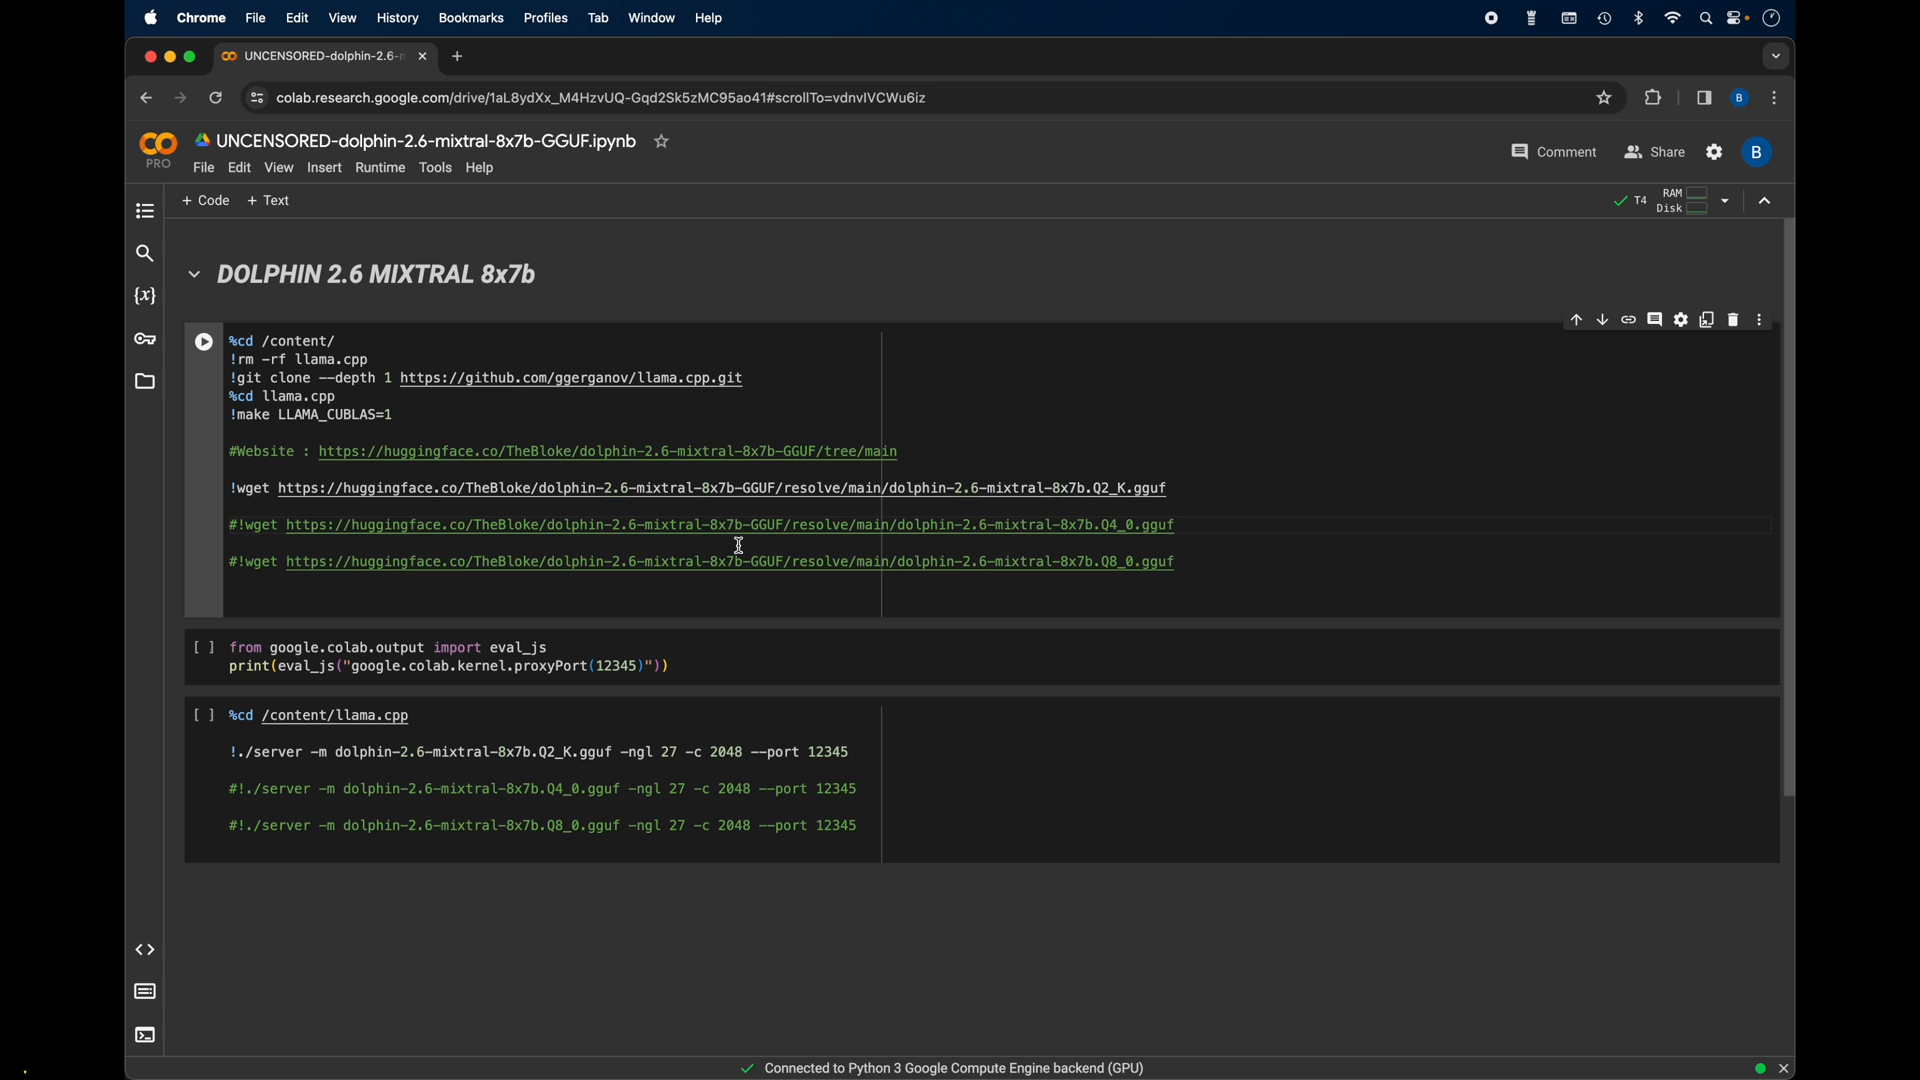 Chrome File Edit View History Bookmarks Profiles Tab Window Help
UNCENSORED-dolphin-2.6-
colab.research.google.com/drive/1aL8ydXx_M4HzvUQ-Gqd2Sk5zMC95ao41#scrollTo=vdnvIVCWu6iz
B
PRO
UNCENSORED-dolphin-2.6-mixtral-8x7b-GGUF.ipynb
File Edit View Insert Runtime Tools Help
Comment Share B
+ Code + Text
T4 RAM
Disk
{x}
DOLPHIN 2.6 MIXTRAL 8x7b
%cd /content/
!rm -rf llama.cpp
!git clone --depth 1 https://github.com/ggerganov/llama.cpp.git
%cd llama.cpp
!make LLAMA_CUBLAS=1
#Website : https://huggingface.co/TheBloke/dolphin-2.6-mixtral-8x7b-GGUF/tree/main
!wget https://huggingface.co/TheBloke/dolphin-2.6-mixtral-8x7b-GGUF/resolve/main/dolphin-2.6-mixtral-8x7b.Q2_K.gguf
#!wget https://huggingface.co/TheBloke/dolphin-2.6-mixtral-8x7b-GGUF/resolve/main/dolphin-2.6-mixtral-8x7b.Q4_0.gguf
#!wget https://huggingface.co/TheBloke/dolphin-2.6-mixtral-8x7b-GGUF/resolve/main/dolphin-2.6-mixtral-8x7b.Q8_0.gguf
[ ] from google.colab.output import eval_js
print(eval_js("google.colab.kernel.proxyPort(12345)"))
[ ] %cd /content/llama.cpp
!./server -m dolphin-2.6-mixtral-8x7b.Q2_K.gguf -ngl 27 -c 2048 --port 12345
#!./server -m dolphin-2.6-mixtral-8x7b.Q4_0.gguf -ngl 27 -c 2048 --port 12345
#!./server -m dolphin-2.6-mixtral-8x7b.Q8_0.gguf -ngl 27 -c 2048 --port 12345
Connected to Python 3 Google Compute Engine backend (GPU)